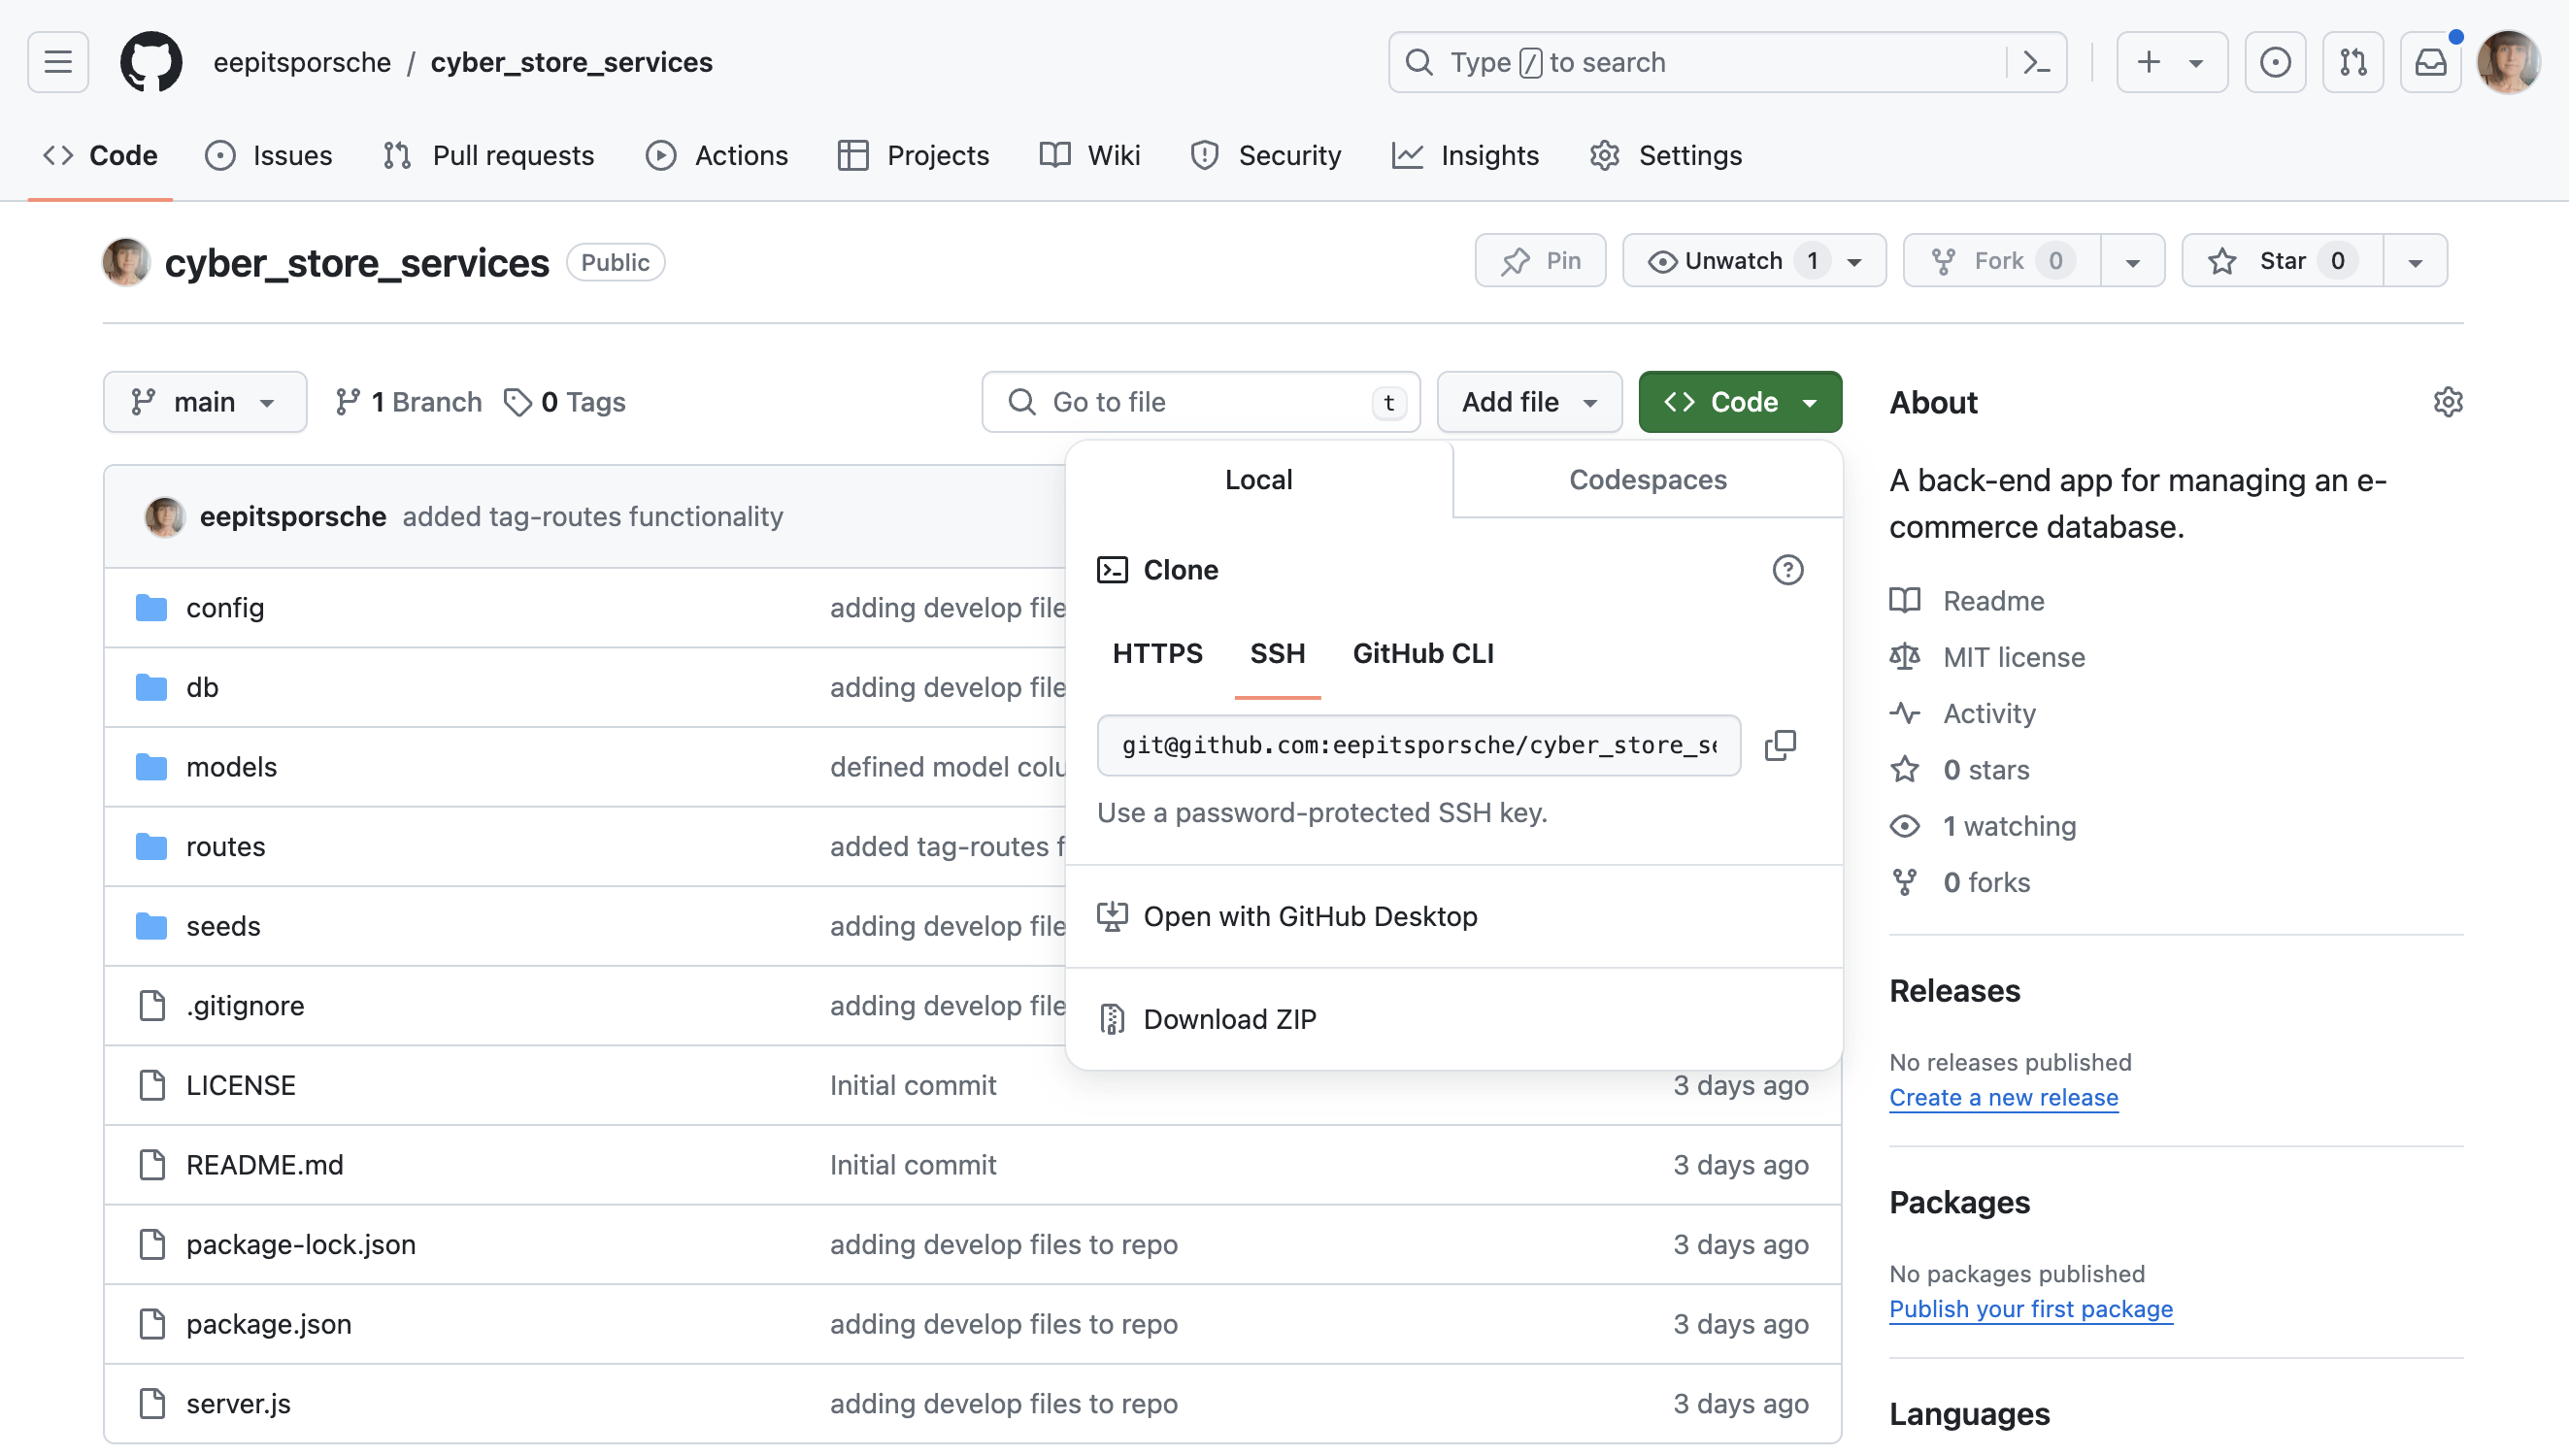 eepitsporsche / cyber_store_services
Type / to search
Code Issues Pull requests Actions Projects Wiki Security Insights Settings
cyber_store_services Public
Pin Unwatch 1 Fork 0 Star 0
main 1 Branch 0 Tags
Go to file t
Add file
Code
eepitsporsche added tag-routes functionality
config adding develop file
db adding develop file
models defined model colu
routes added tag-routes f
seeds adding develop file
.gitignore adding develop file
LICENSE Initial commit 3 days ago
README.md Initial commit 3 days ago
package-lock.json adding develop files to repo 3 days ago
package.json adding develop files to repo 3 days ago
server.js adding develop files to repo 3 days ago
Local Codespaces
Clone
HTTPS SSH GitHub CLI
git@github.com:eepitsporsche/cyber_store_se
Use a password-protected SSH key.
Open with GitHub Desktop
Download ZIP
About
A back-end app for managing an e-
commerce database.
Readme
MIT license
Activity
0 stars
1 watching
0 forks
Releases
No releases published
Create a new release
Packages
No packages published
Publish your first package
Languages